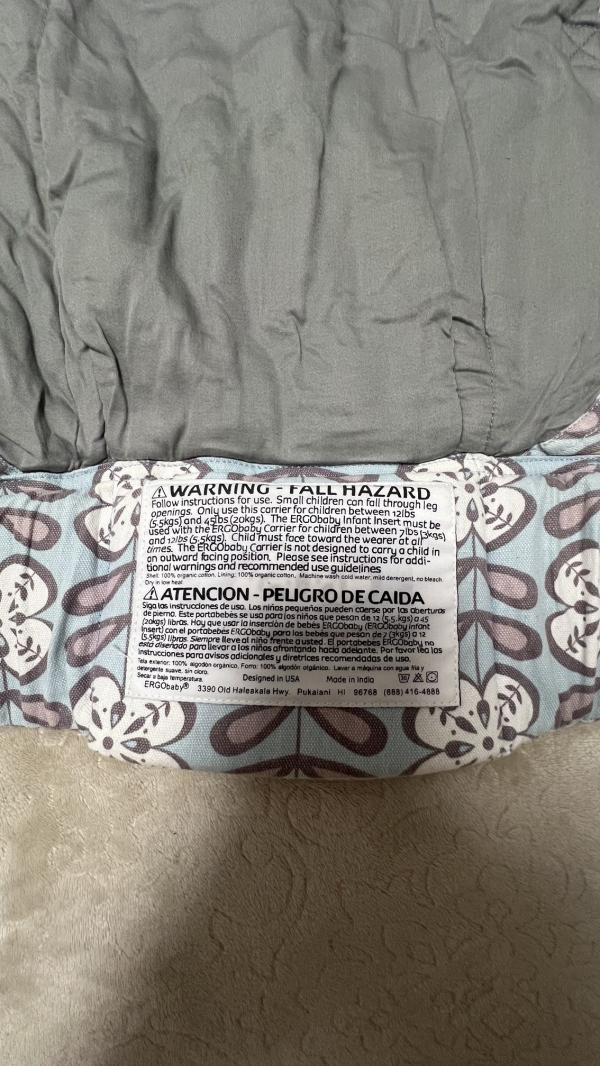 ⚠ WARNING - FALL HAZARD
Follow instructions for use. Small children can fall through leg
openings. Only use this carrier for children between 12lbs
(5.5kgs) and 45lbs (20kgs). The ERGObaby Infant Insert must be
used with the ERGObaby Carrier for children between 7lbs (3kgs)
and 12lbs (5.5kgs). Child must face toward the wearer at all
times. The ERGObaby Carrier is not designed to carry a child in
an outward facing position. Please see instructions for addi-
tional warnings and recommended use guidelines
Shell: 100% organic cotton, Lining: 100% organic cotton, Machine wash cold water, mild detergent, no bleach.
Dry in low heat
⚠ ATENCION - PELIGRO DE CAIDA
Siga las instrucciones de uso. Los niños pequeños pueden caerse por las aberturas
de pierna. Este portabebés se usa para los niños que pesan de 12 (5.5 kgs) a 45
(20kgs) libras. Hay que usar la inserción de bebés ERGObaby (ERGObaby Infant
Insert) con el portabebés ERGObaby para los bebés que pesan de 7 (3kgs) a 12
(5.5kgs) libras. Siempre lleve al niño frente a usted. El portabebés ERGObaby no
está diseñado para llevar a los niños afrontando hacia adelante. Por favor lea las
instrucciones para avisos adicionales y diretrices recomendadas de uso.
Tela exterior: 100% algodón orgánico, Forro: 100% algodón orgánico. Lavar a máquina con agua fría y
detergente suave, sin cloro.
Secar a baja temperatura. Designed in USA Made in India
ERGObaby® 3390 Old Haleakala Hwy. Pukalani HI 96768 (888) 416-4888